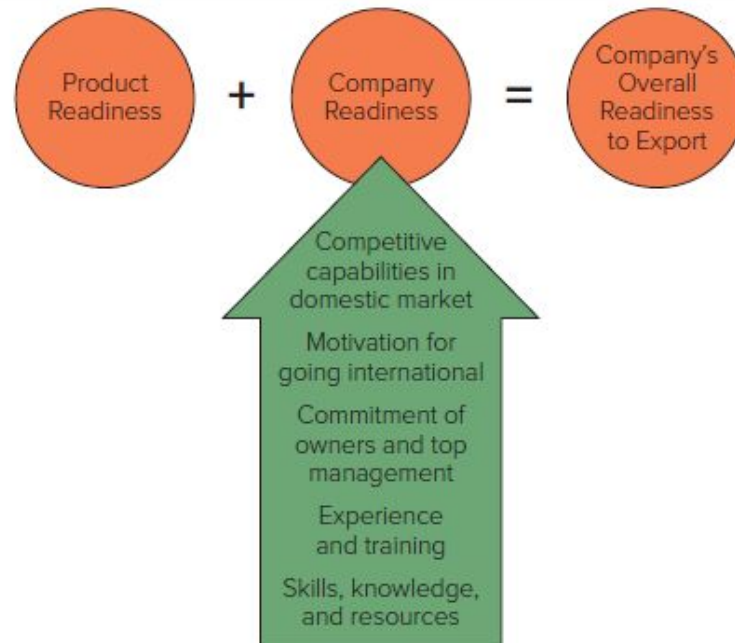 Product
Readiness
+
Company
Readiness
=
Company's
Overall
Readiness
to Export
Competitive
capabilities in
domestic market
Motivation for
going international
Commitment of
owners and top
management
Experience
and training
Skills, knowledge,
and resources